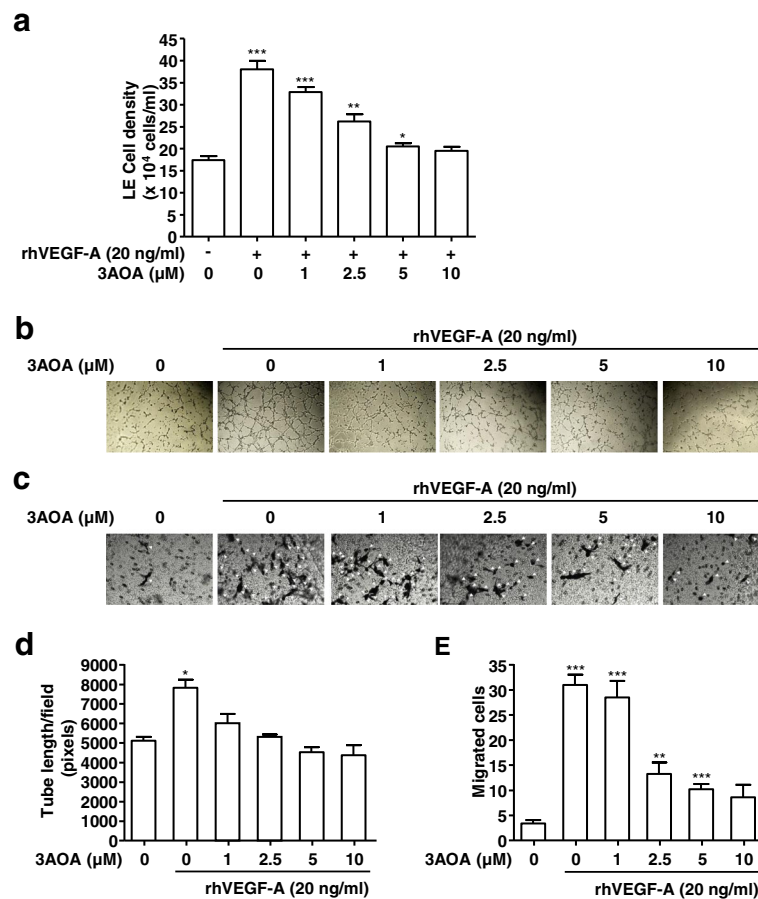 a
LE Cell density
(x 10⁴ cells/ml)
45
40
35
30
25
20
15
10
5
0
***
***
**
*
rhVEGF-A (20 ng/ml) - + + + + +
3AOA (µM) 0 0 1 2.5 5 10
b
rhVEGF-A (20 ng/ml)
3AOA (µM) 0 0 1 2.5 5 10
c
rhVEGF-A (20 ng/ml)
3AOA (µM) 0 0 1 2.5 5 10
d
Tube length/field
(pixels)
9000
8000
7000
6000
5000
4000
3000
2000
1000
0
*
3AOA (µM) 0 0 1 2.5 5 10
rhVEGF-A (20 ng/ml)
E
Migrated cells
35
30
25
20
15
10
5
0
***
***
**
***
3AOA (µM) 0 0 1 2.5 5 10
rhVEGF-A (20 ng/ml)